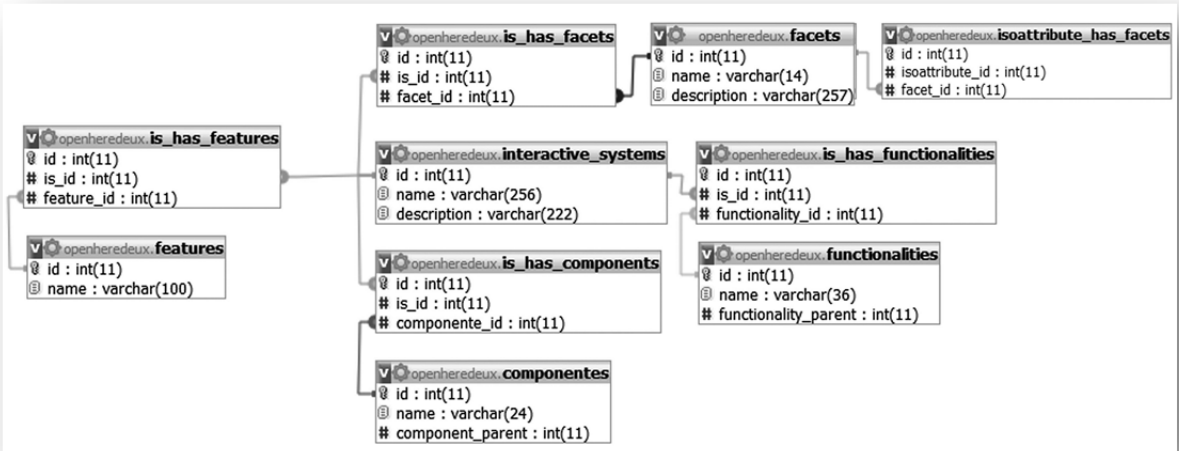 openheredeux.is_has_facets
id : int(11)
# is_id : int(11)
# facet_id : int(11)
openheredeux.facets
id : int(11)
name : varchar(14)
description : varchar(257)
openheredeux.isoattribute_has_facets
id : int(11)
# isoattribute_id : int(11)
# facet_id : int(11)
openheredeux.is_has_features
id : int(11)
# is_id : int(11)
# feature_id : int(11)
openheredeux.interactive_systems
id : int(11)
name : varchar(256)
description : varchar(222)
openheredeux.is_has_functionalities
id : int(11)
# is_id : int(11)
# functionality_id : int(11)
openheredeux.features
id : int(11)
name : varchar(100)
openheredeux.is_has_components
id : int(11)
# is_id : int(11)
# componente_id : int(11)
openheredeux.functionalities
id : int(11)
name : varchar(36)
# functionality_parent : int(11)
openheredeux.componentes
id : int(11)
name : varchar(24)
# component_parent : int(11)